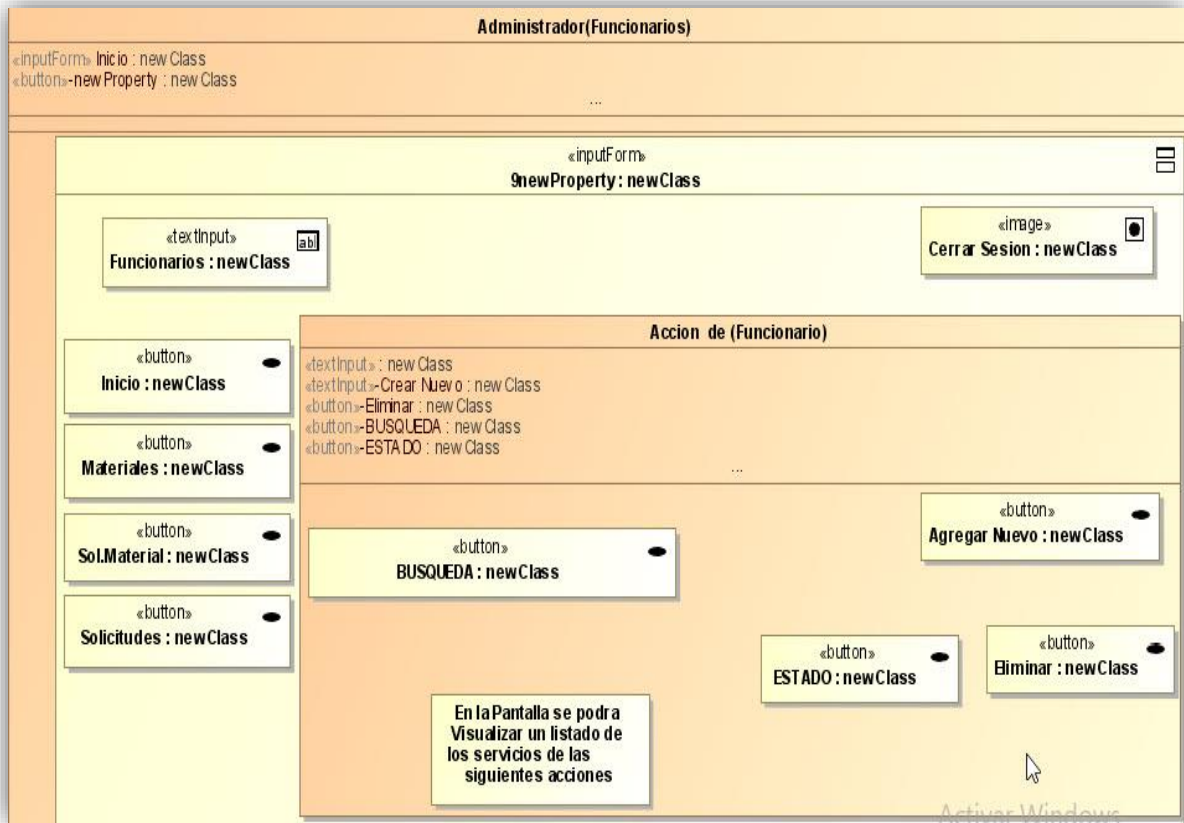 Administrador(Funcionarios)
«inputForm» Inicio : new Class
«button»-new Property : new Class
...
«inputForm»
9newProperty : newClass
«textInput»
abl
Funcionarios : newClass
«image»
Cerrar Sesion : newClass
«button»
Inicio : newClass
«button»
Materiales : newClass
«button»
Sol.Material : newClass
«button»
Solicitudes : newClass
Accion de (Funcionario)
«textInput» : new Class
«textInput»-Crear Nuevo : new Class
«button»-Eliminar : new Class
«button»-BUSQUEDA : new Class
«button»-ESTADO : new Class
...
«button»
Agregar Nuevo : newClass
«button»
BUSQUEDA : newClass
«button»
ESTADO : newClass
«button»
Eliminar : newClass
En la Pantalla se podra
Visualizar un listado de
los servicios de las
siguientes acciones
Activar Windows